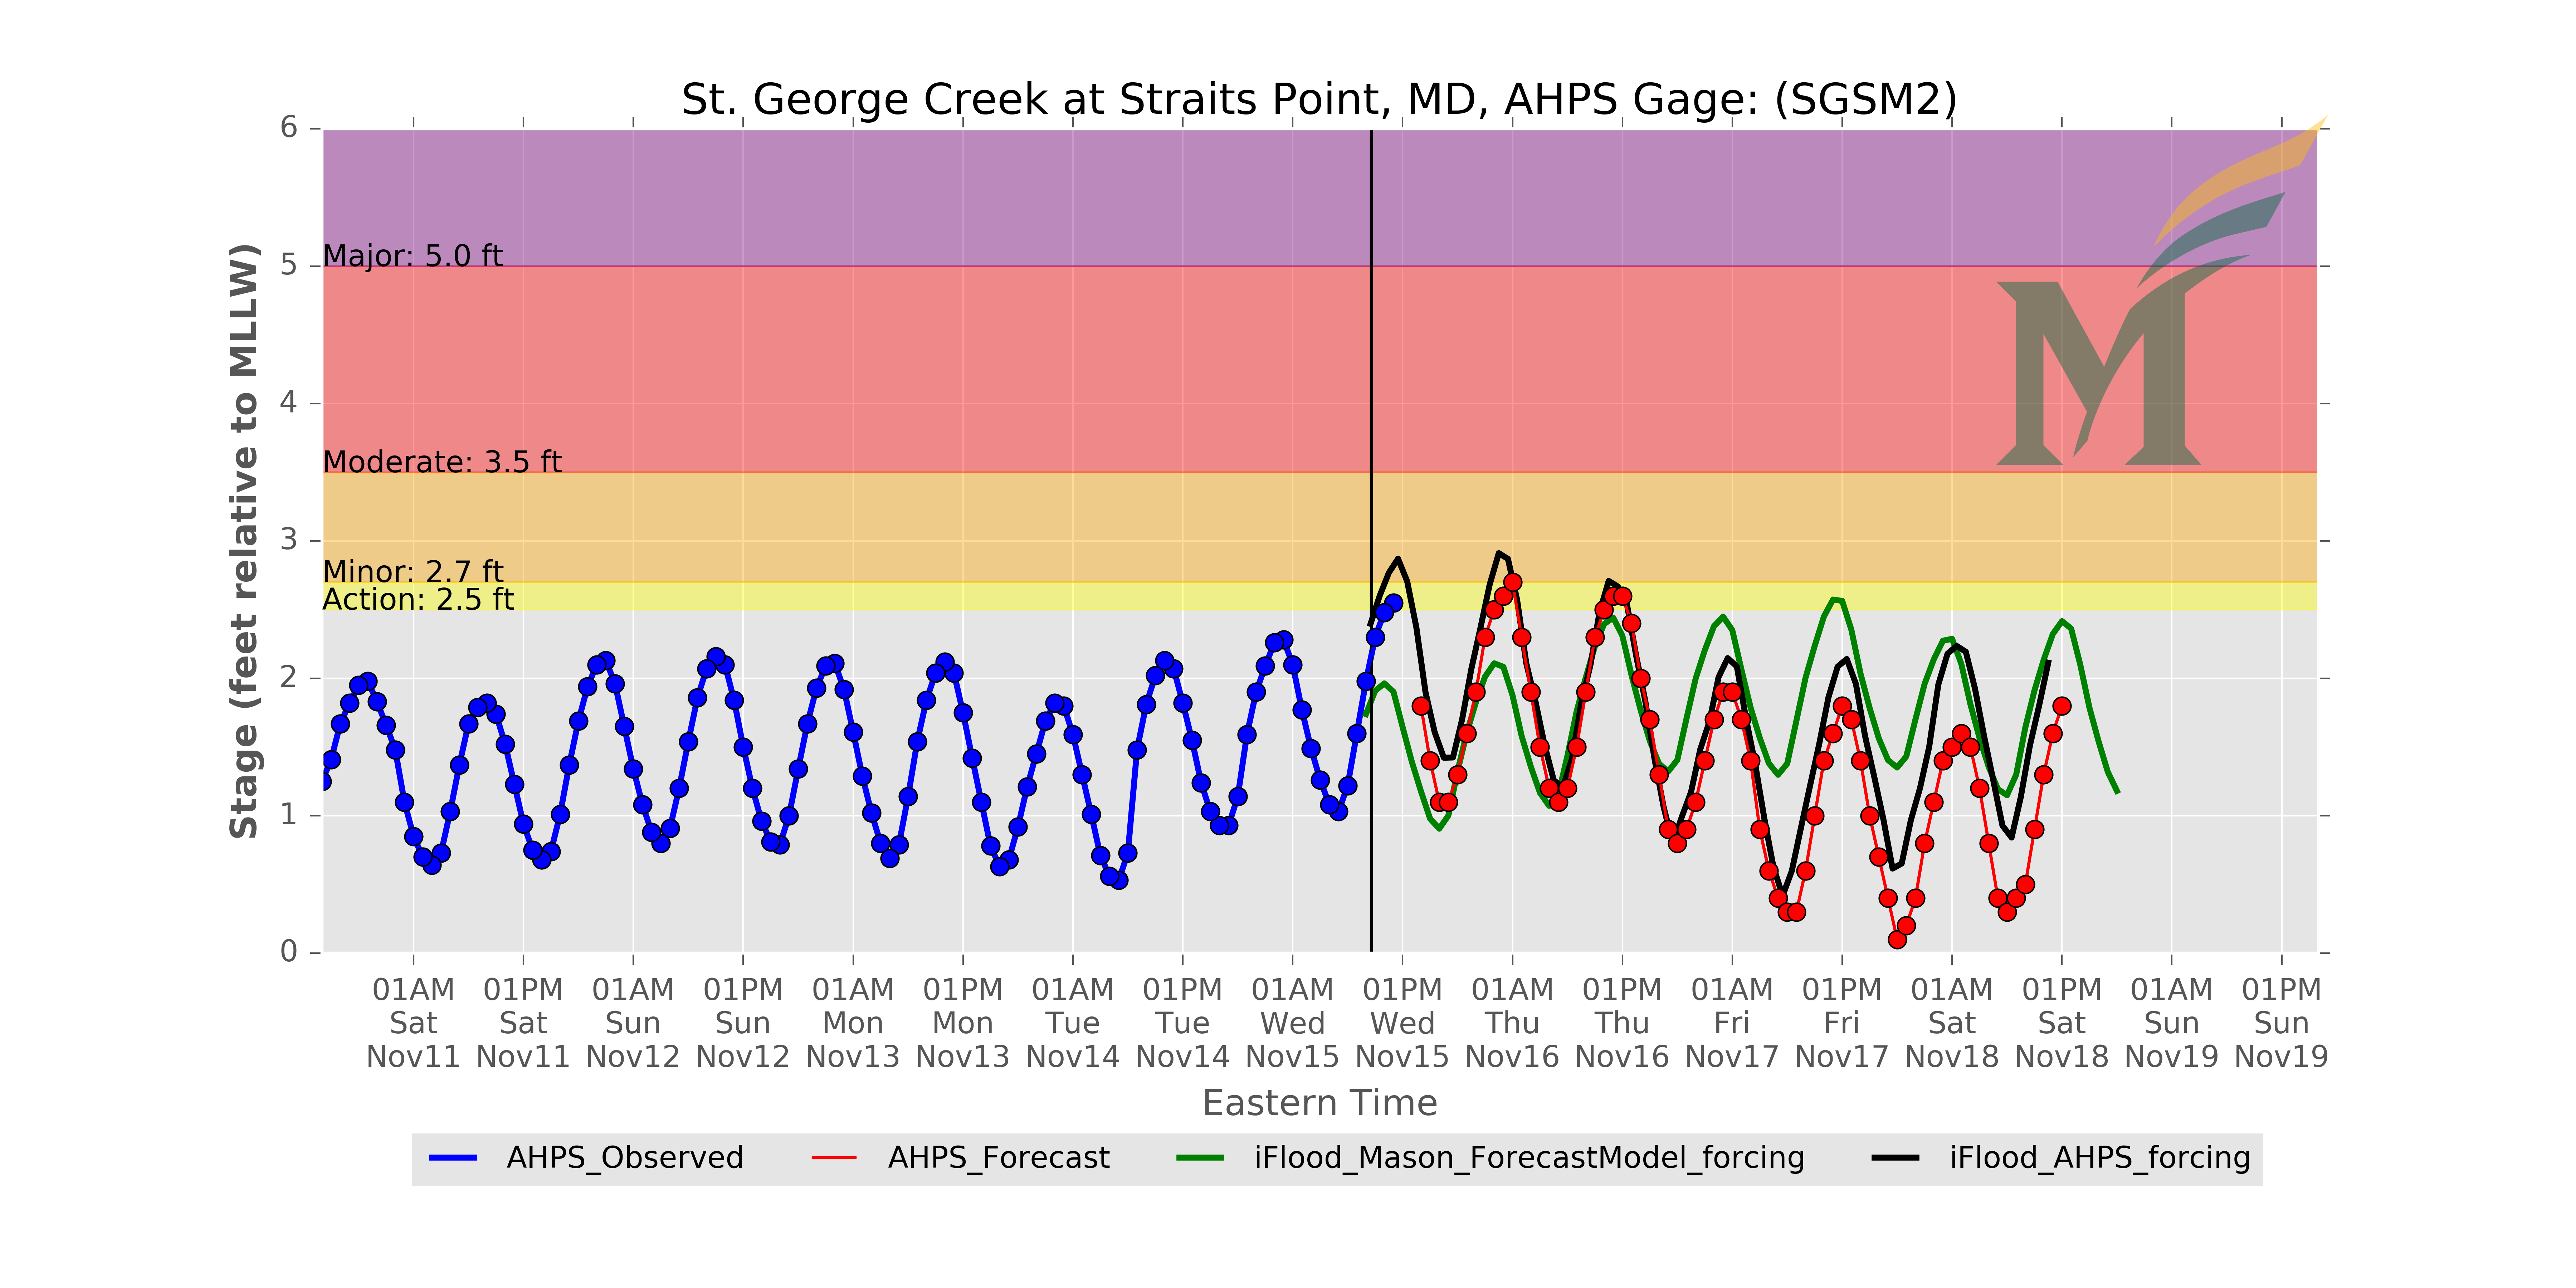 St. George Creek at Straits Point, MD, AHPS Gage: (SGSM2)
Stage (feet relative to MLLW)
6
5
4
3
2
1
0
Major: 5.0 ft
Moderate: 3.5 ft
Minor: 2.7 ft
Action: 2.5 ft
M
01AM 01PM 01AM 01PM 01AM 01PM 01AM 01PM 01AM 01PM 01AM 01PM 01AM 01PM 01AM 01PM 01AM 01PM
Sat Sat Sun Sun Mon Mon Tue Tue Wed Wed Thu Thu Fri Fri Sat Sat Sun Sun
Nov11 Nov11 Nov12 Nov12 Nov13 Nov13 Nov14 Nov14 Nov15 Nov15 Nov16 Nov16 Nov17 Nov17 Nov18 Nov18 Nov19 Nov19
Eastern Time
AHPS_Observed AHPS_Forecast iFlood_Mason_ForecastModel_forcing iFlood_AHPS_forcing